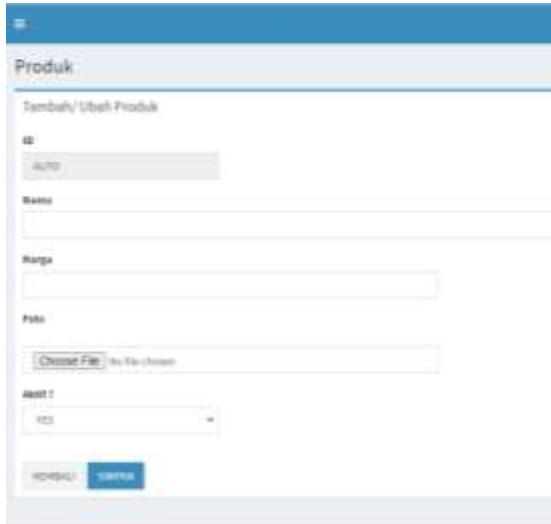 Produk
Tambah/ Ubah Produk
ID
AUTO
Nama
Harga
Foto
Choose File No file chosen
Aktif ?
YES
KEMBALI SIMPAN